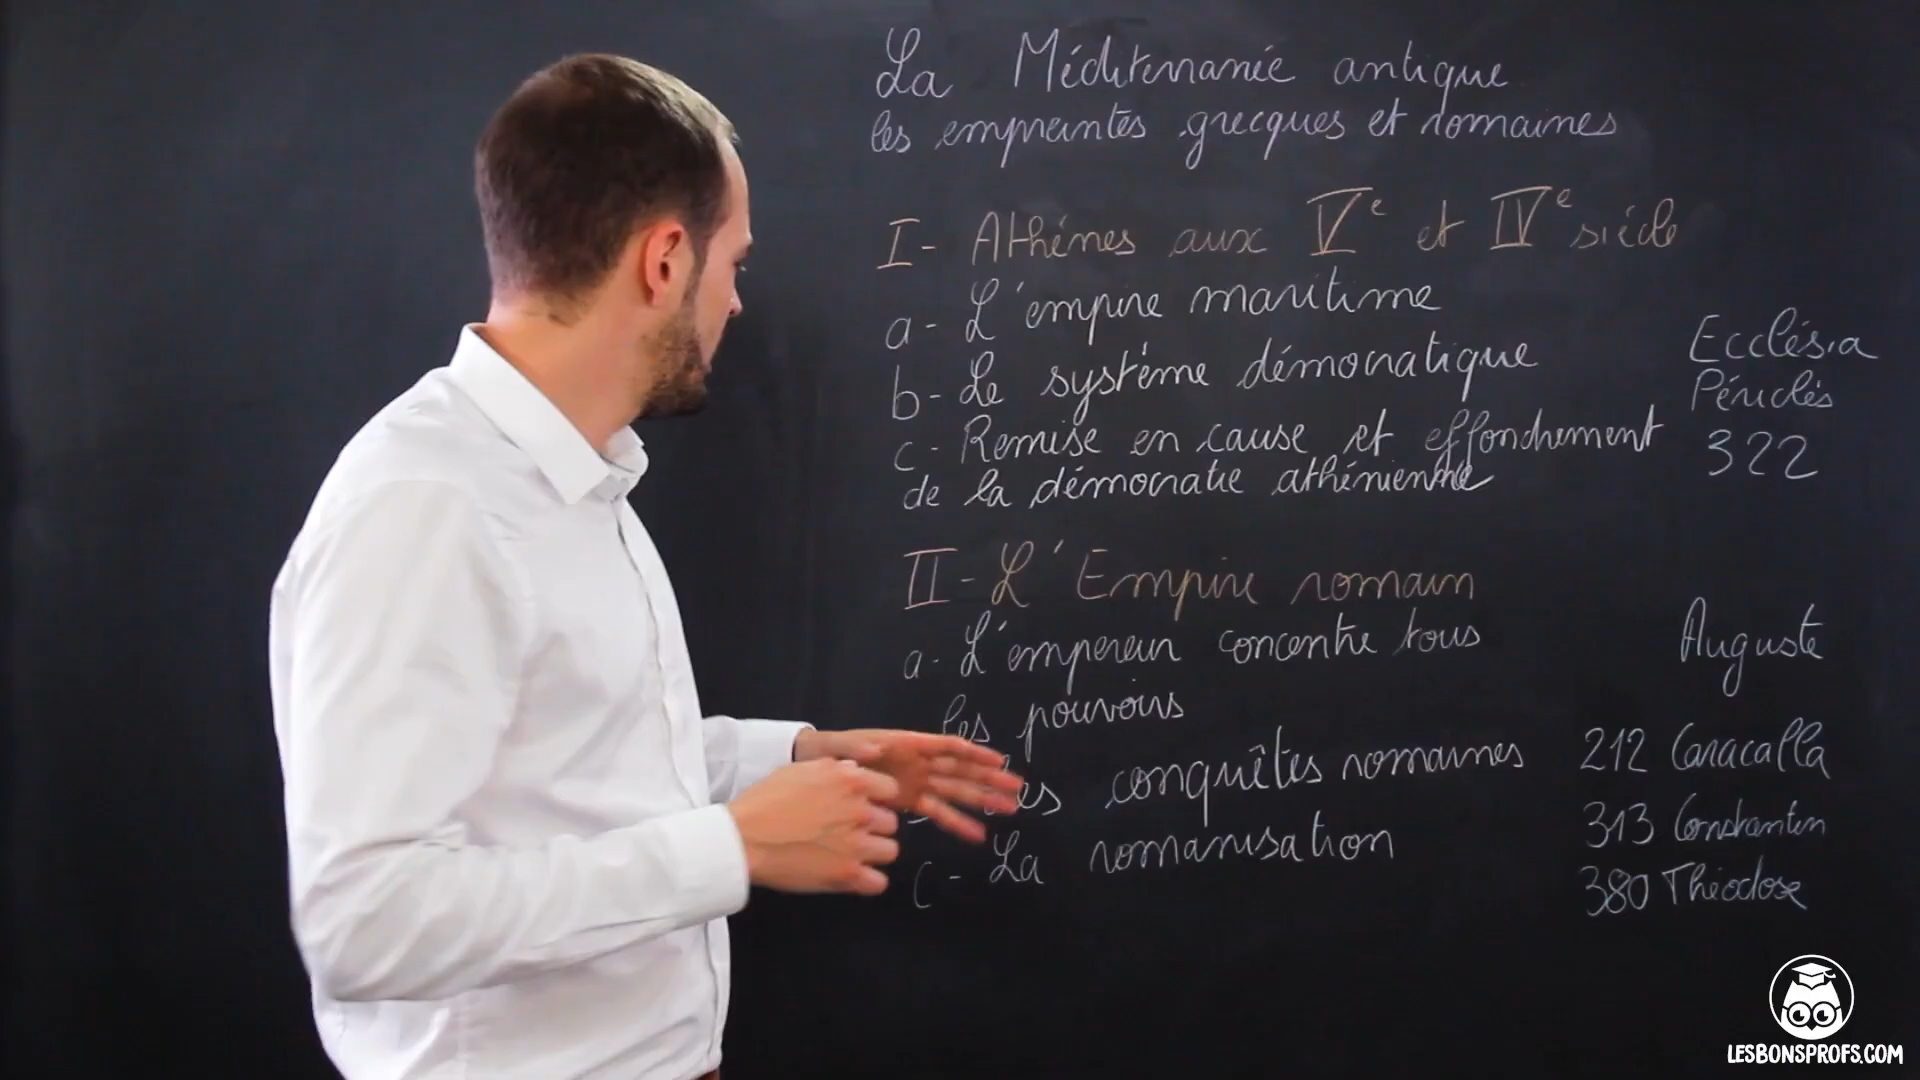 La Méditerranée antique
les empreintes grecques et romaines
I- Athènes aux Ve et IVe siècle
a- L'empire maritime
b- Le système démocratique
Ecclésia
Périclès
c- Remise en cause et effondrement
de la démocratie athénienne
322
II- L'Empire romain
a- L'empereur concentre tous
les pouvoirs
Auguste
conquêtes romaines
c- La romanisation
212 Caracalla
313 Constantin
380 Théodose
LESBONSPROFS.COM